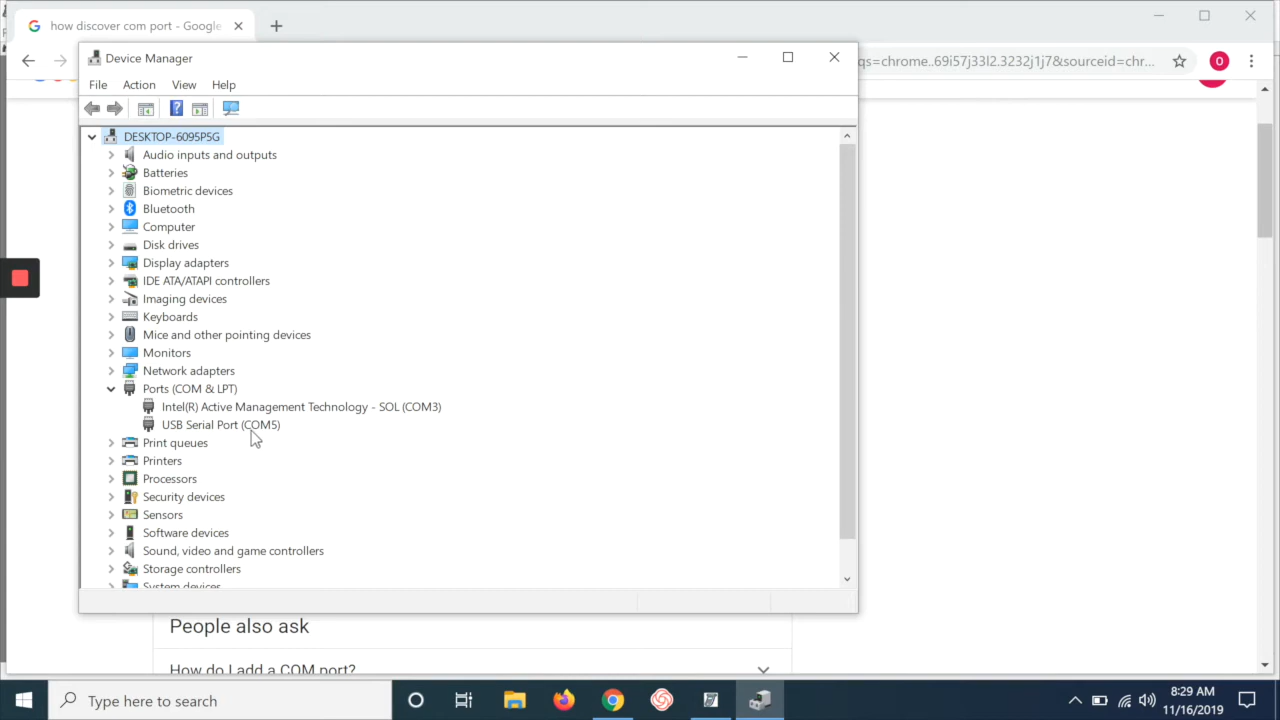 how discover com port - Google
Device Manager
qs=chrome..69i57j33l2.3232j1j7&sourceid=chr...
O
File Action View Help
DESKTOP-6095P5G
Audio inputs and outputs
Batteries
Biometric devices
Bluetooth
Computer
Disk drives
Display adapters
IDE ATA/ATAPI controllers
Imaging devices
Keyboards
Mice and other pointing devices
Monitors
Network adapters
Ports (COM & LPT)
Intel(R) Active Management Technology - SOL (COM3)
USB Serial Port (COM5)
Print queues
Printers
Processors
Security devices
Sensors
Software devices
Sound, video and game controllers
Storage controllers
System devices
People also ask
How do I add a COM port?
Type here to search
8:29 AM
11/16/2019